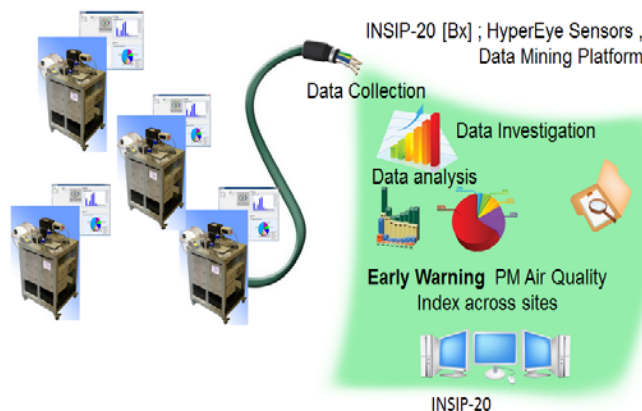 INSIP-20 [Bx] ; HyperEye Sensors ,
Data Mining Platform
Data Collection
Data Investigation
Data analysis
Early Warning PM Air Quality
Index across sites
INSIP-20